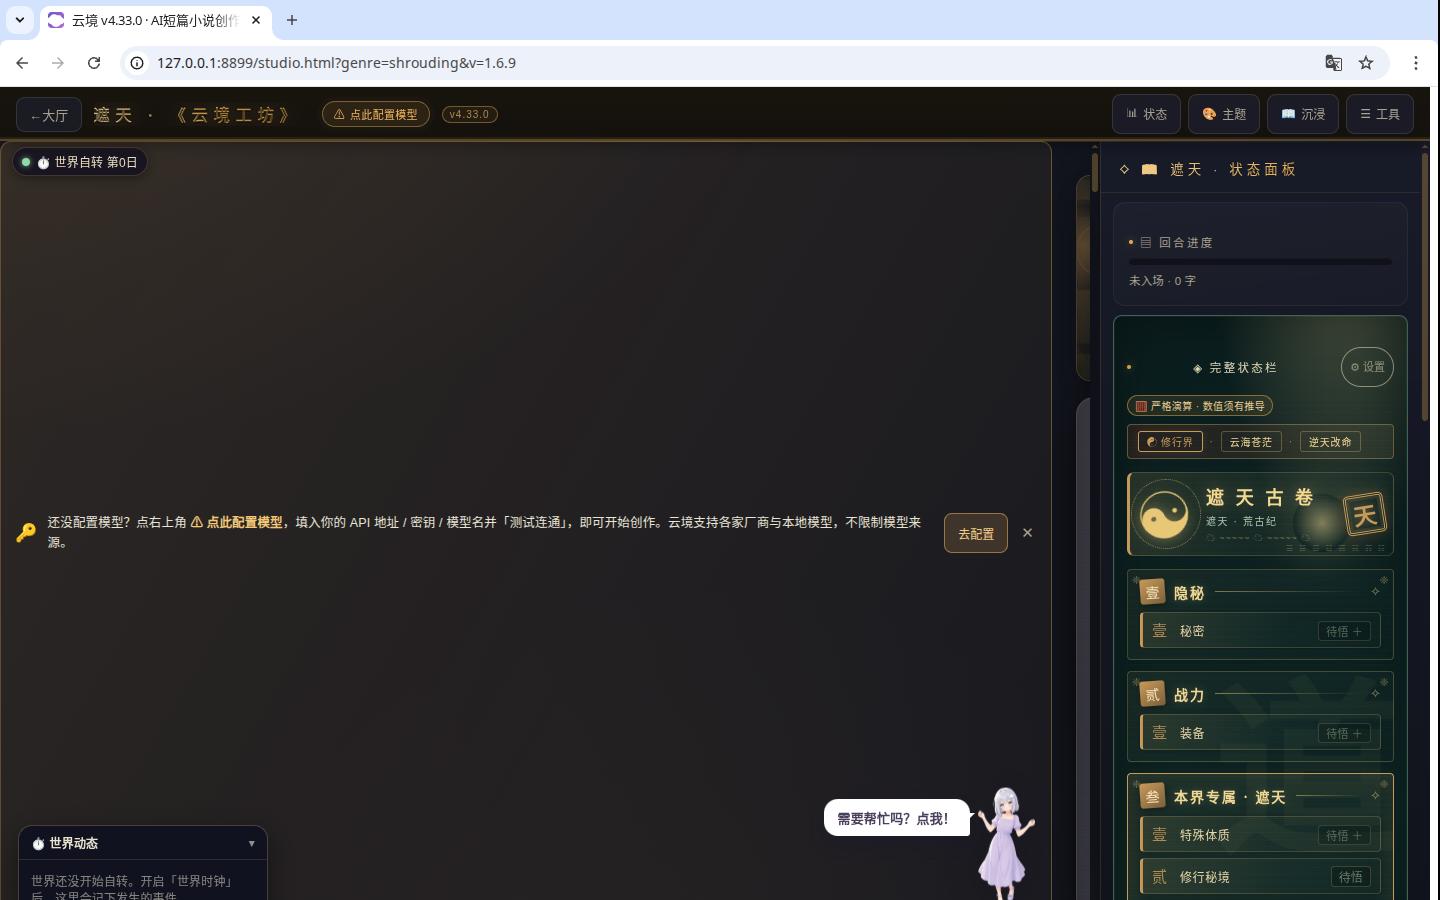 云境 v4.33.0 · AI短篇小说创作
127.0.0.1:8899/studio.html?genre=shrouding&v=1.6.9
←大厅
遮天 · 《云境工坊》
⚠ 点此配置模型
v4.33.0
状态
主题
沉浸
☰ 工具
世界自转 第0日
还没配置模型？点右上角 ⚠ 点此配置模型，填入你的 API 地址 / 密钥 / 模型名并「测试连通」，即可开始创作。云境支持各家厂商与本地模型，不限制模型来
源。
去配置
✕
需要帮忙吗？点我！
世界动态
▾
世界还没开始自转。开启「世界时钟」
后，这里会记下发生的事件
遮天 · 状态面板
回合进度
未入场 · 0 字
◈ 完整状态栏
⚙ 设置
严格演算 · 数值须有推导
修行界 · 云海苍茫 · 逆天改命
遮天古卷
遮天 · 荒古纪
天
壹 隐秘
壹 秘密 待悟 ＋
贰 战力
壹 装备 待悟 ＋
叁 本界专属 · 遮天
壹 特殊体质 待悟 ＋
贰 修行秘境 待悟
道